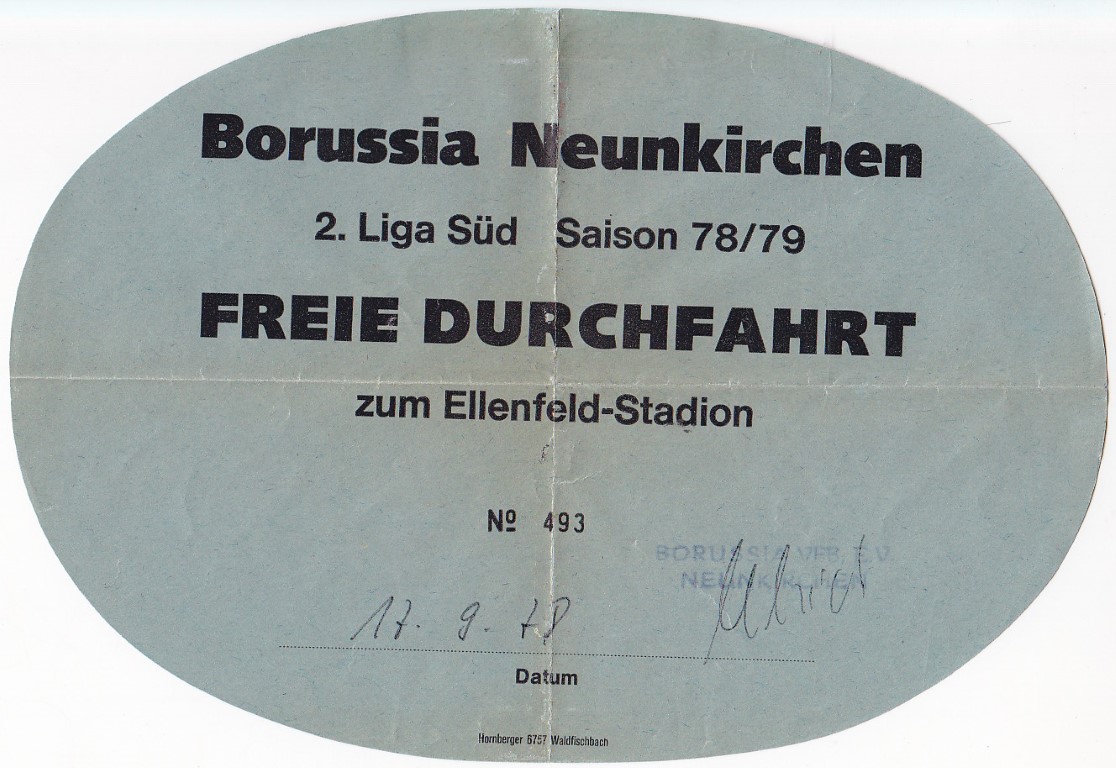 Borussia Neunkirchen
2. Liga Süd Saison 78/79
FREIE DURCHFAHRT
zum Ellenfeld-Stadion
Nº 493
BORUSSIA VFB. E.V.
NEUNKIRCHEN
17. 9. 78
Datum
Hornberger 6757 Waldfischbach